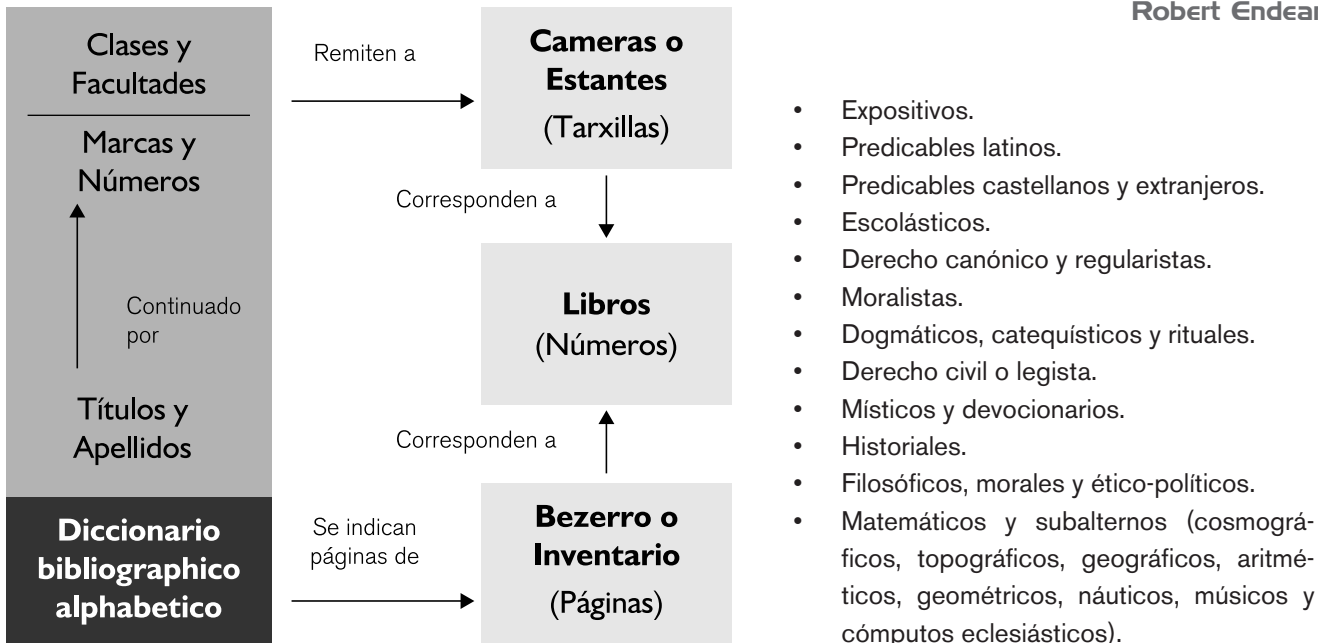 Robert Endean
Clases y
Facultades
Marcas y
Números
Continuado
por
Títulos y
Apellidos
Diccionario
bibliographico
alphabetico
Remiten a
Cameras o
Estantes
(Tarxillas)
Corresponden a
Libros
(Números)
Corresponden a
Se indican
páginas de
Bezerro o
Inventario
(Páginas)
• Expositivos.
• Predicables latinos.
• Predicables castellanos y extranjeros.
• Escolásticos.
• Derecho canónico y regularistas.
• Moralistas.
• Dogmáticos, catequísticos y rituales.
• Derecho civil o legista.
• Místicos y devocionarios.
• Historiales.
• Filosóficos, morales y ético-políticos.
• Matemáticos y subalternos (cosmográ-
ficos, topográficos, geográficos, aritmé-
ticos, geométricos, náuticos, músicos y
cómputos eclesiásticos).